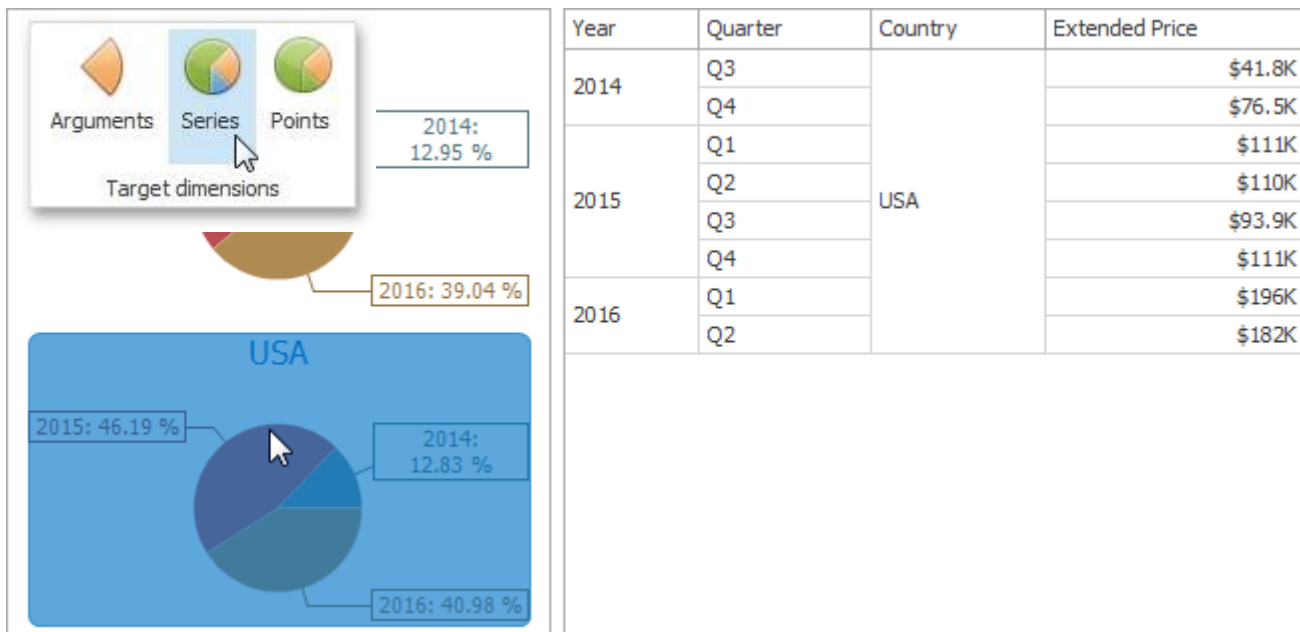 Arguments Series Points
Target dimensions
2014:
12.95 %
2016: 39.04 %
USA
2015: 46.19 %
2014:
12.83 %
2016: 40.98 %
Year Quarter Country Extended Price
2014 Q3 USA $41.8K
Q4 $76.5K
2015 Q1 $111K
Q2 $110K
Q3 $93.9K
Q4 $111K
2016 Q1 $196K
Q2 $182K